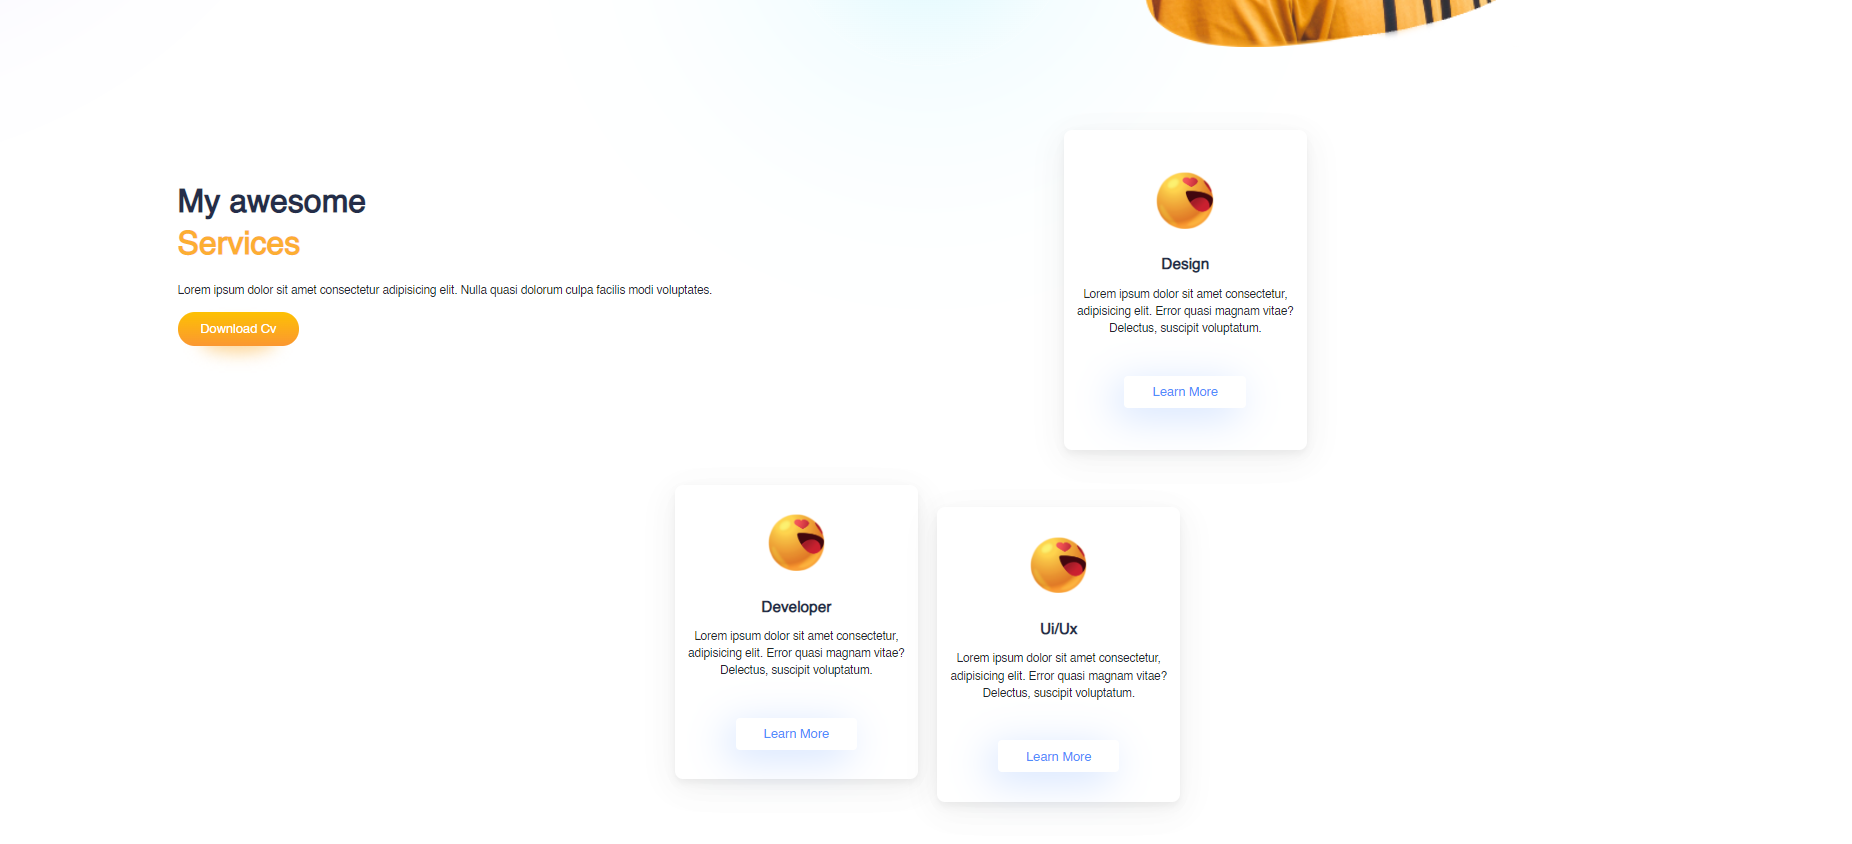 My awesome
Services
Lorem ipsum dolor sit amet consectetur adipisicing elit. Nulla quasi dolorum culpa facilis modi voluptates.
Download Cv
Design
Lorem ipsum dolor sit amet consectetur,
adipisicing elit. Error quasi magnam vitae?
Delectus, suscipit voluptatum.
Learn More
Developer
Lorem ipsum dolor sit amet consectetur,
adipisicing elit. Error quasi magnam vitae?
Delectus, suscipit voluptatum.
Learn More
Ui/Ux
Lorem ipsum dolor sit amet consectetur,
adipisicing elit. Error quasi magnam vitae?
Delectus, suscipit voluptatum.
Learn More